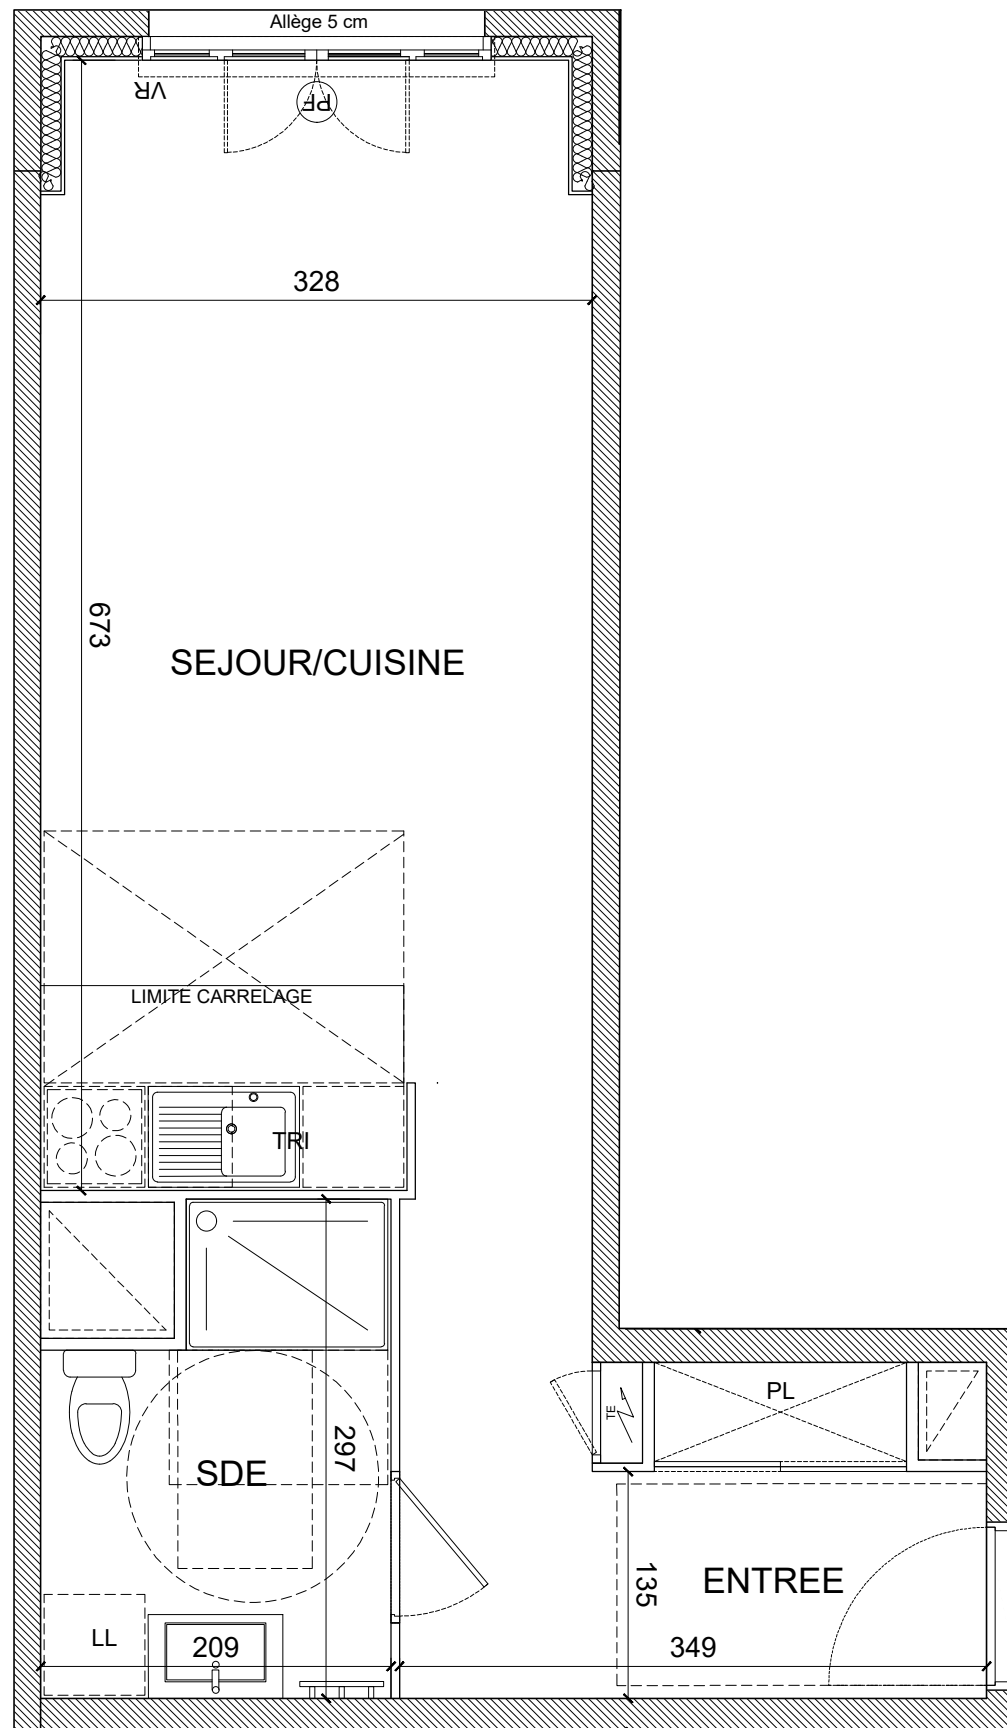 Allège 5 cm
VR
PF
328
673
SEJOUR/CUISINE
LIMITE CARRELAGE
TRI
PL
TE
297
SDE
135
ENTREE
LL
209
349